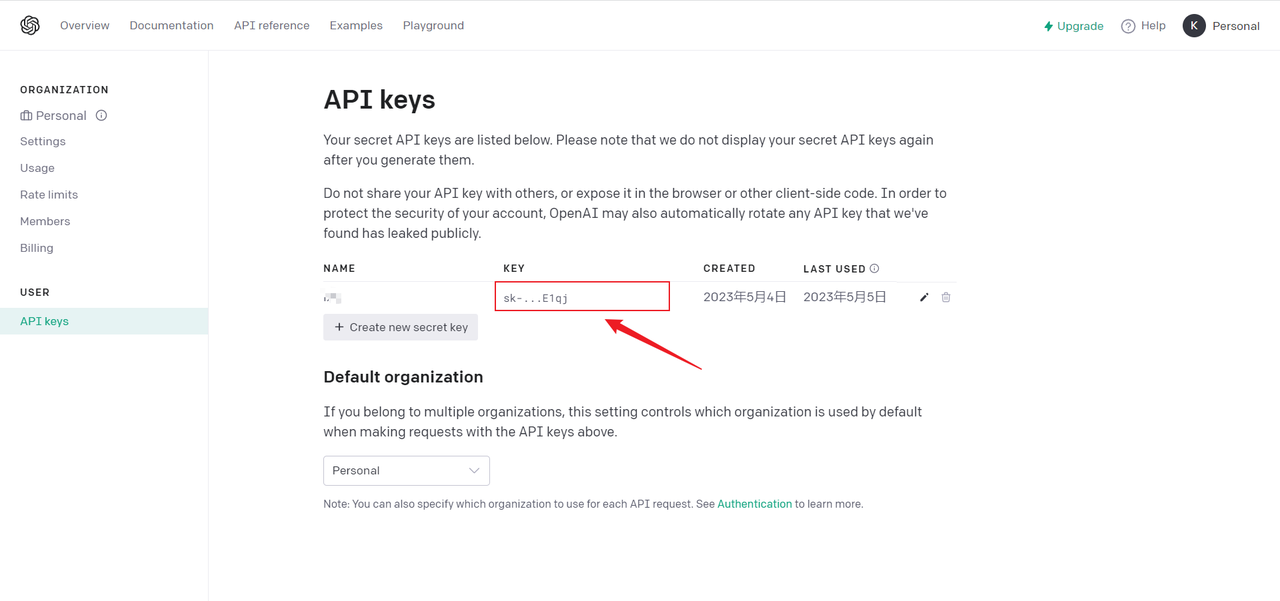 Overview Documentation API reference Examples Playground
Upgrade Help K Personal
ORGANIZATION
Personal
Settings
Usage
Rate limits
Members
Billing
USER
API keys
API keys
Your secret API keys are listed below. Please note that we do not display your secret API keys again
after you generate them.
Do not share your API key with others, or expose it in the browser or other client-side code. In order to
protect the security of your account, OpenAI may also automatically rotate any API key that we've
found has leaked publicly.
NAME KEY CREATED LAST USED
sk-...E1qj 2023年5月4日 2023年5月5日
+ Create new secret key
Default organization
If you belong to multiple organizations, this setting controls which organization is used by default
when making requests with the API keys above.
Personal
Note: You can also specify which organization to use for each API request. See Authentication to learn more.